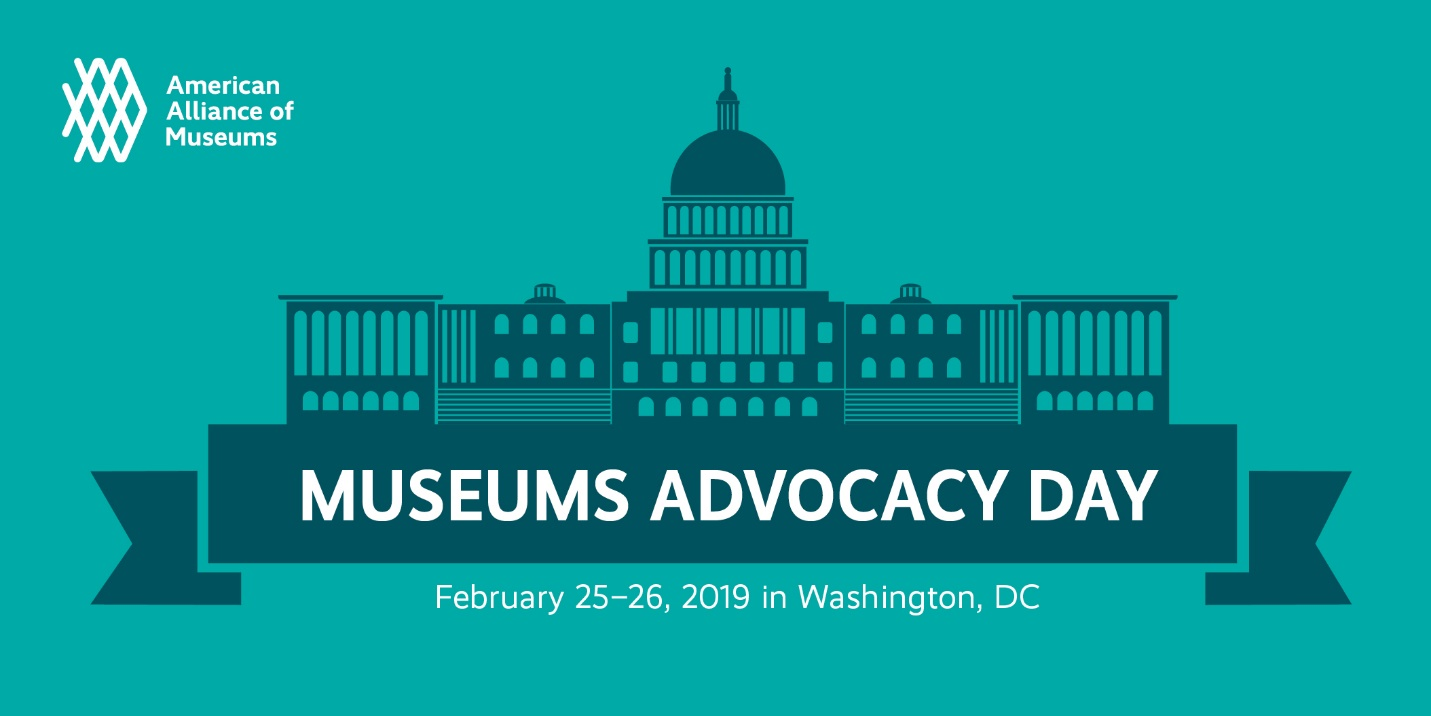 American
Alliance of
Museums
MUSEUMS ADVOCACY DAY
February 25–26, 2019 in Washington, DC